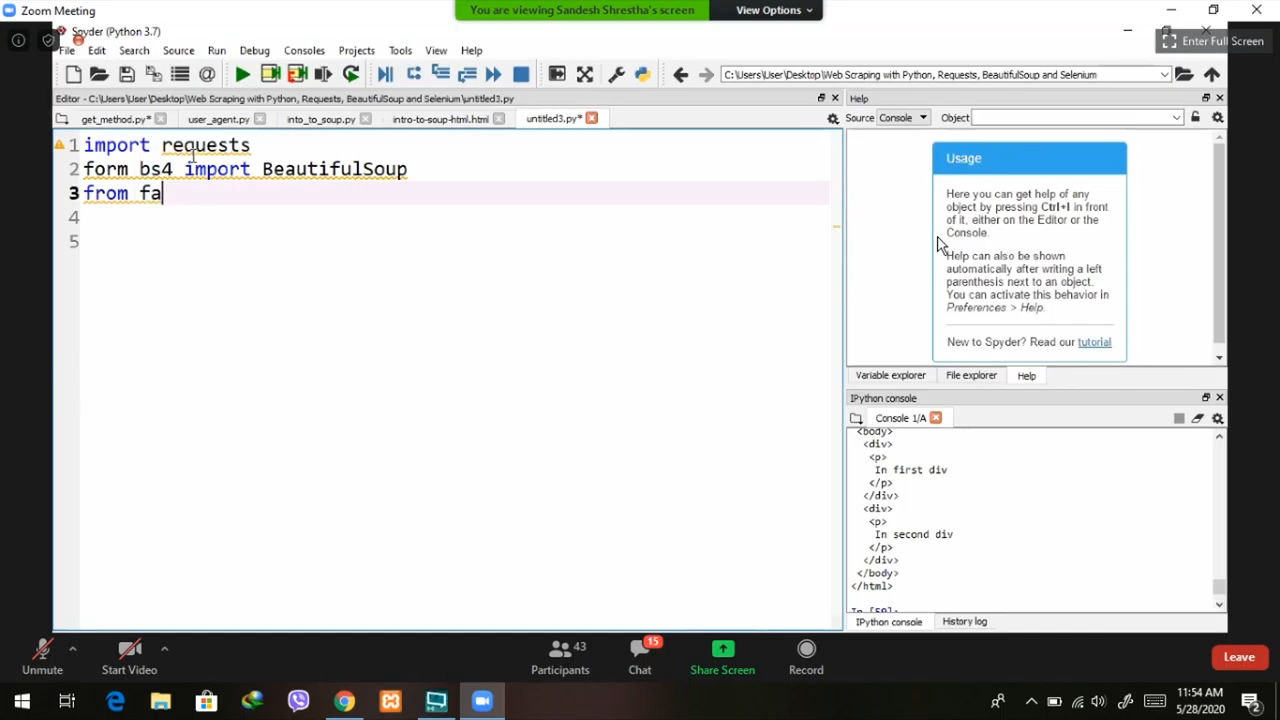 Zoom Meeting
You are viewing Sandesh Shrestha's screen
View Options
Spyder (Python 3.7)
Enter Full Screen
File Edit Search Source Run Debug Consoles Projects Tools View Help
C:\Users\User\Desktop\Web Scraping with Python, Requests, BeautifulSoup and Selenium
Editor - C:\Users\User\Desktop\Web Scraping with Python, Requests, BeautifulSoup and Selenium\untitled3.py
get_method.py* user_agent.py into_to_soup.py intro-to-soup-html.html untitled3.py*
1 import requests
2 form bs4 import BeautifulSoup
3 from fa
4
5
Help
Source Console Object
Usage
Here you can get help of any
object by pressing Ctrl+I in front
of it, either on the Editor or the
Console.
Help can also be shown
automatically after writing a left
parenthesis next to an object.
You can activate this behavior in
Preferences > Help.
New to Spyder? Read our tutorial
Variable explorer File explorer Help
IPython console
Console 1/A
<body>
<div>
<p>
In first div
</p>
</div>
<div>
<p>
In second div
</p>
</div>
</body>
</html>
In [50]:
IPython console History log
Unmute Start Video Participants 43 Chat 15 Share Screen Record Leave
11:54 AM
5/28/2020
2